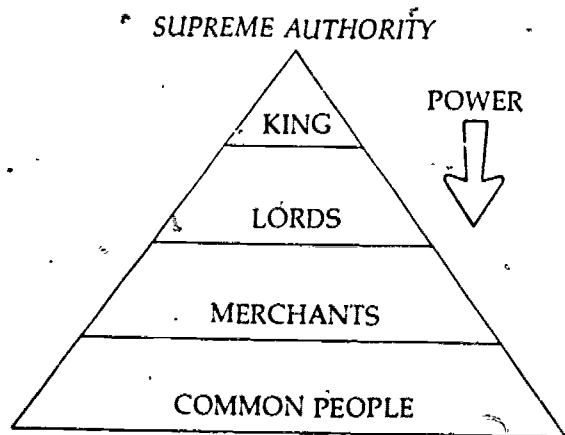 SUPREME AUTHORITY
POWER
KING
LORDS
MERCHANTS
COMMON PEOPLE